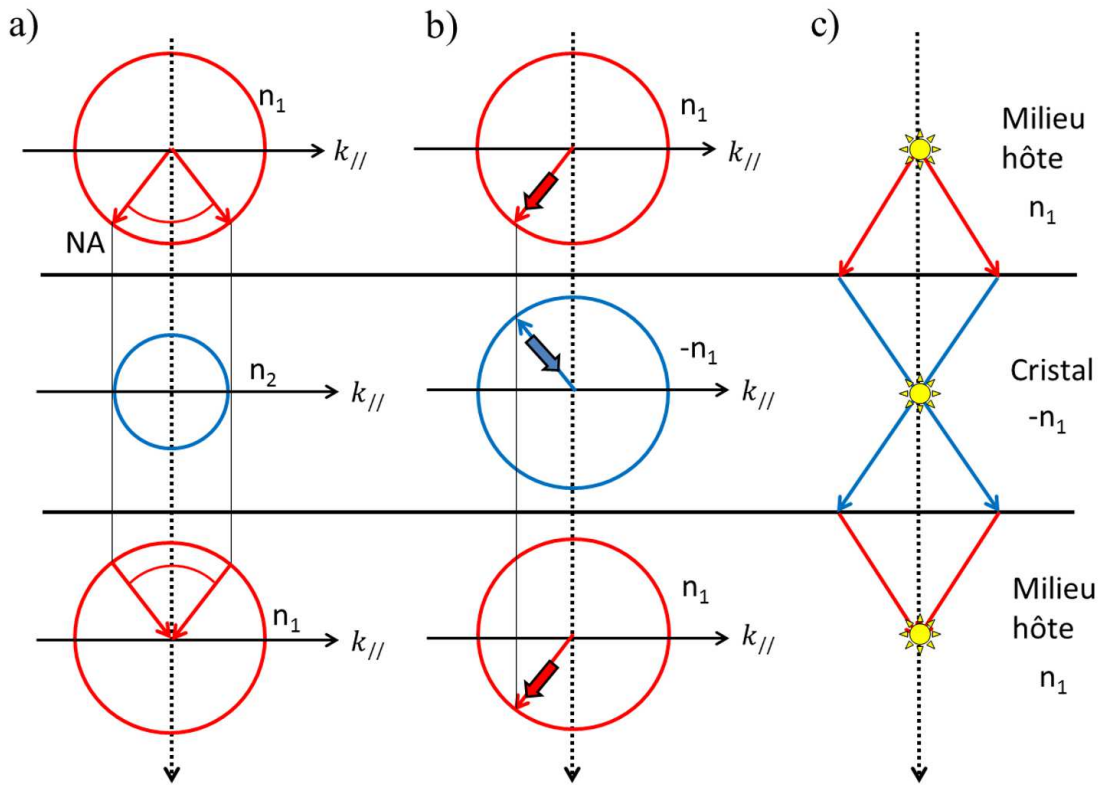 a)
n1
k//
NA
n2
k//
n1
k//
b)
n1
k//
-n1
k//
n1
k//
c)
Milieu
hôte
n1
Cristal
-n1
Milieu
hôte
n1